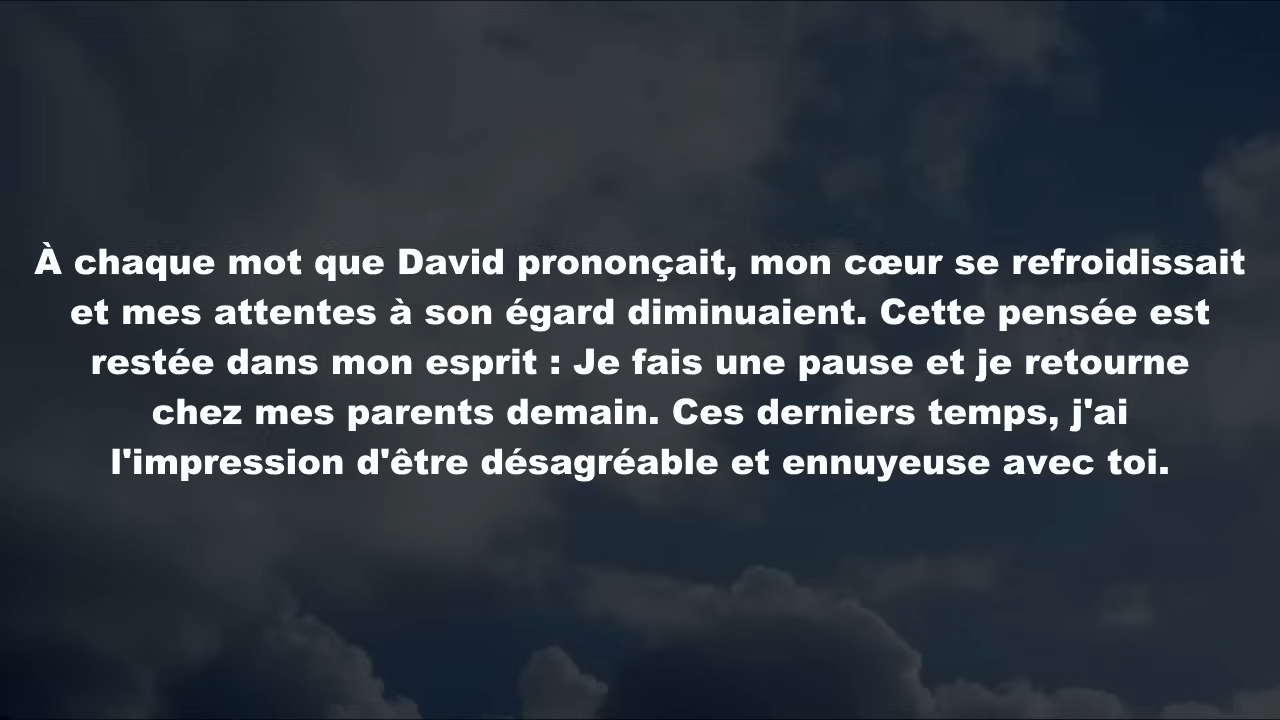 À chaque mot que David prononçait, mon cœur se refroidissait
et mes attentes à son égard diminuaient. Cette pensée est
restée dans mon esprit : Je fais une pause et je retourne
chez mes parents demain. Ces derniers temps, j'ai
l'impression d'être désagréable et ennuyeuse avec toi.